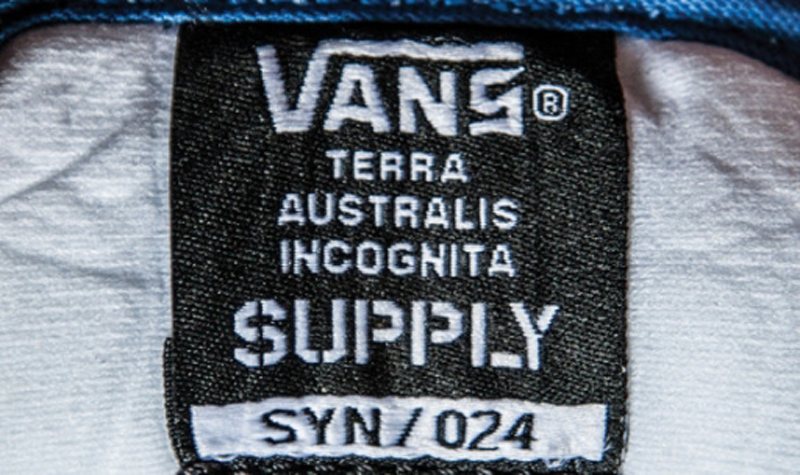 VANS®
TERRA
AUSTRALIS
INCOGNITA
SUPPLY
SYN/024